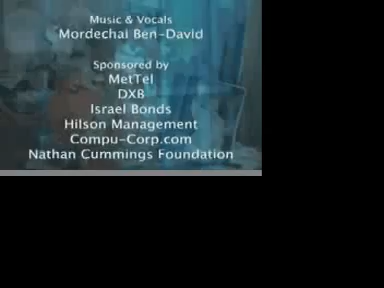 Music & Vocals
Mordechai Ben-David
Sponsored by
MetTel
DXB
Israel Bonds
Hilson Management
Compu-Corp.com
Nathan Cummings Foundation